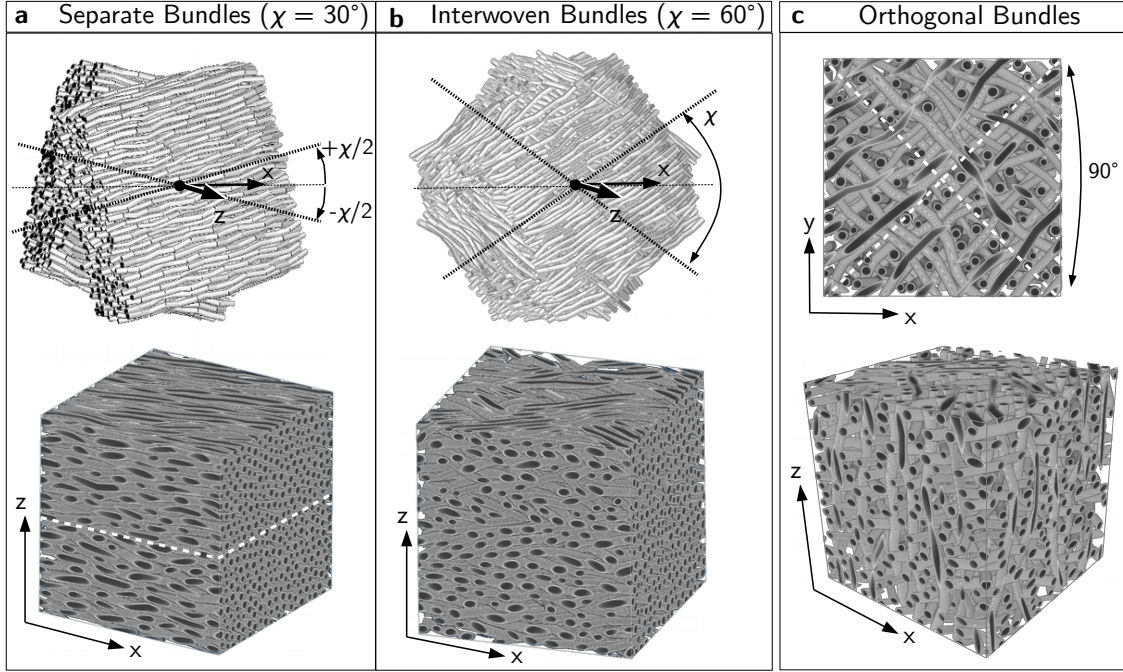 a Separate Bundles (χ = 30°)
+χ/2
x
-χ/2
z
z
x
b Interwoven Bundles (χ = 60°)
χ
x
z
z
x
c Orthogonal Bundles
90°
y
x
z
x